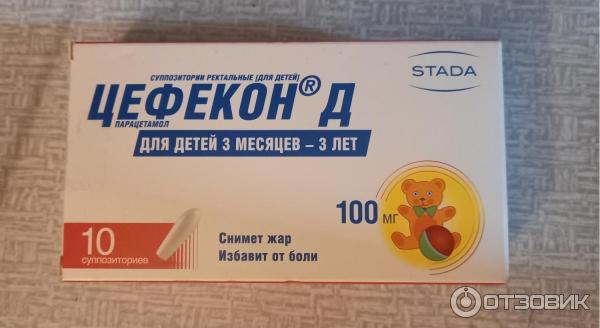 СУППОЗИТОРИИ РЕКТАЛЬНЫЕ [ДЛЯ ДЕТЕЙ]
ЦЕФЕКОН® Д
ПАРАЦЕТАМОЛ
ДЛЯ ДЕТЕЙ 3 МЕСЯЦЕВ – 3 ЛЕТ
STADA
100 мг
10
суппозиториев
Снимет жар
Избавит от боли
ОТЗОВИК